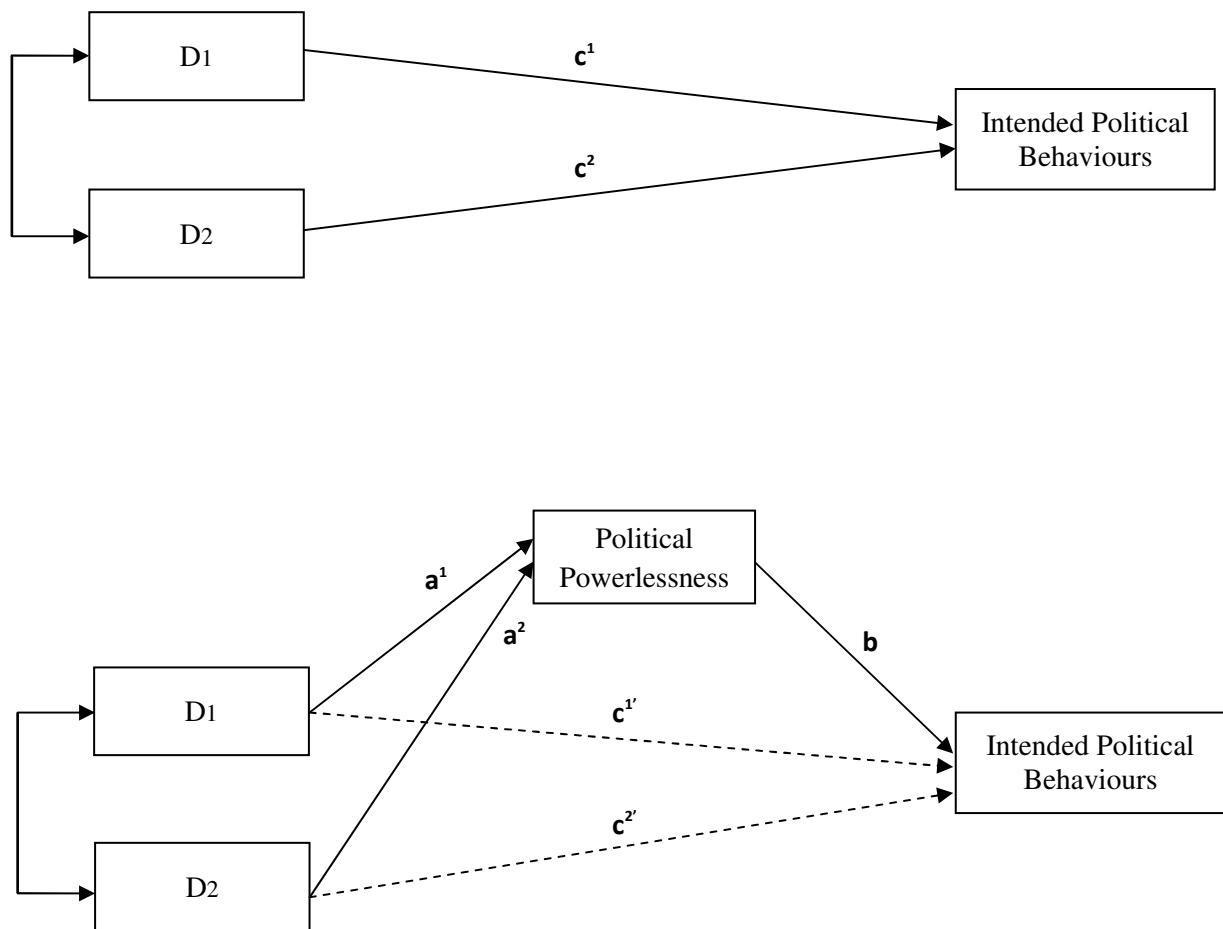 D1
c¹
Intended Political
Behaviours
c²
D2
Political
Powerlessness
a¹
a²
b
D1
c¹’
Intended Political
Behaviours
c²’
D2